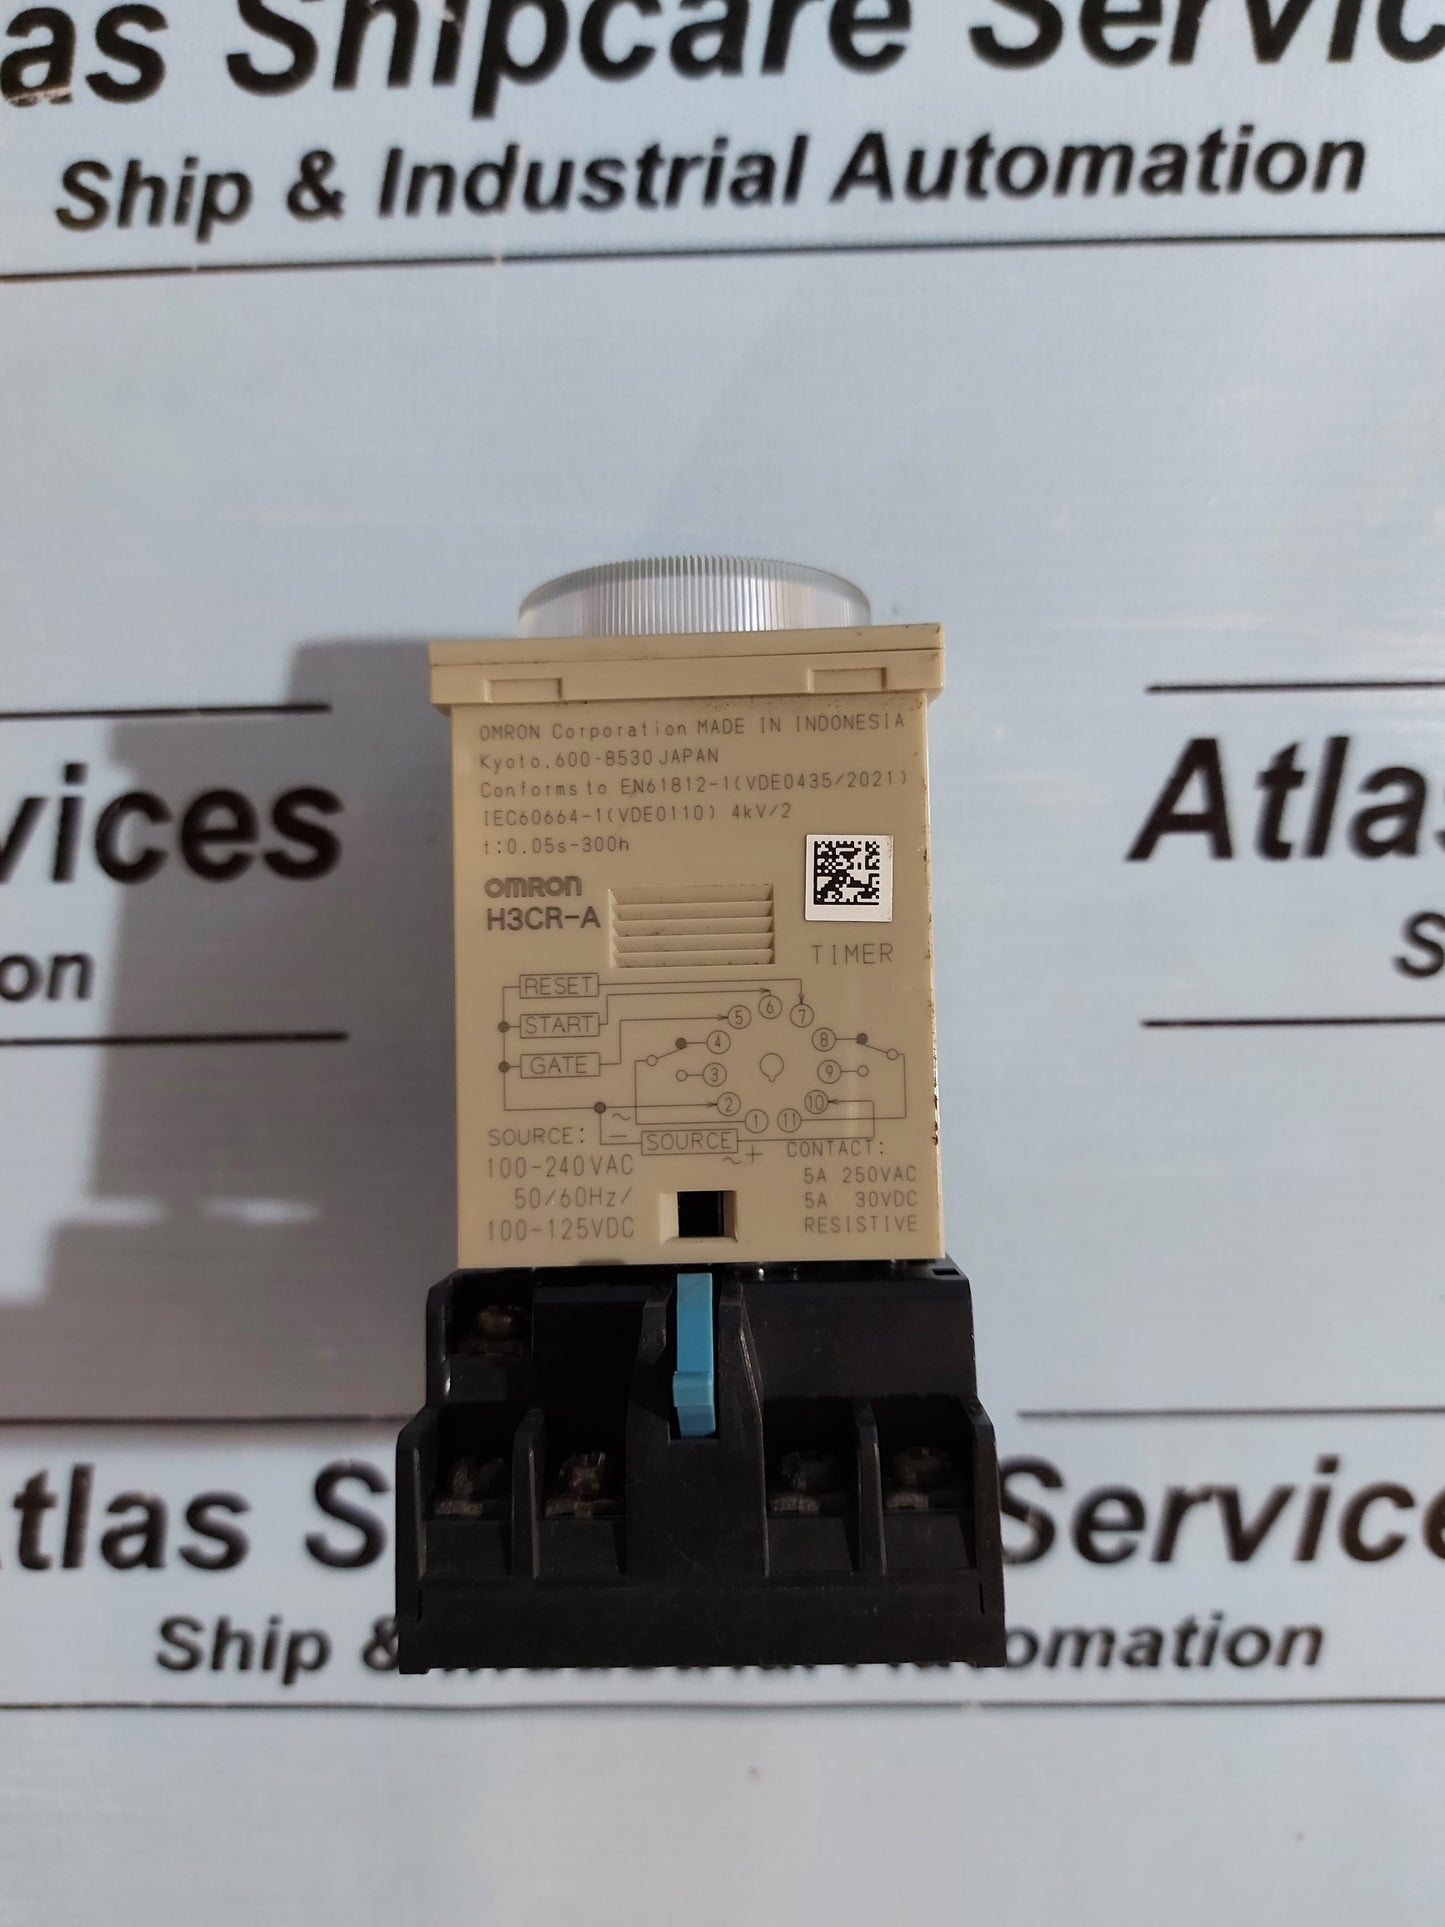 as Shipcare Servic
Ship & Industrial Automation
vices
on
Atlas
S
OMRON Corporation MADE IN INDONESIA
Kyoto, 600-8530 JAPAN
Conforms to EN61812-1(VDE0435/2021)
IEC60664-1(VDE0110) 4kV/2
t:0.05s-300h
OMRON
H3CR-A
TIMER
RESET
START
GATE
5 6 7
4 8
3 9
2 10
1 11
~
−
SOURCE
~ +
SOURCE:
100-240VAC
50/60Hz/
100-125VDC
CONTACT:
5A 250VAC
5A 30VDC
RESISTIVE
tlas S Service
Ship & omation